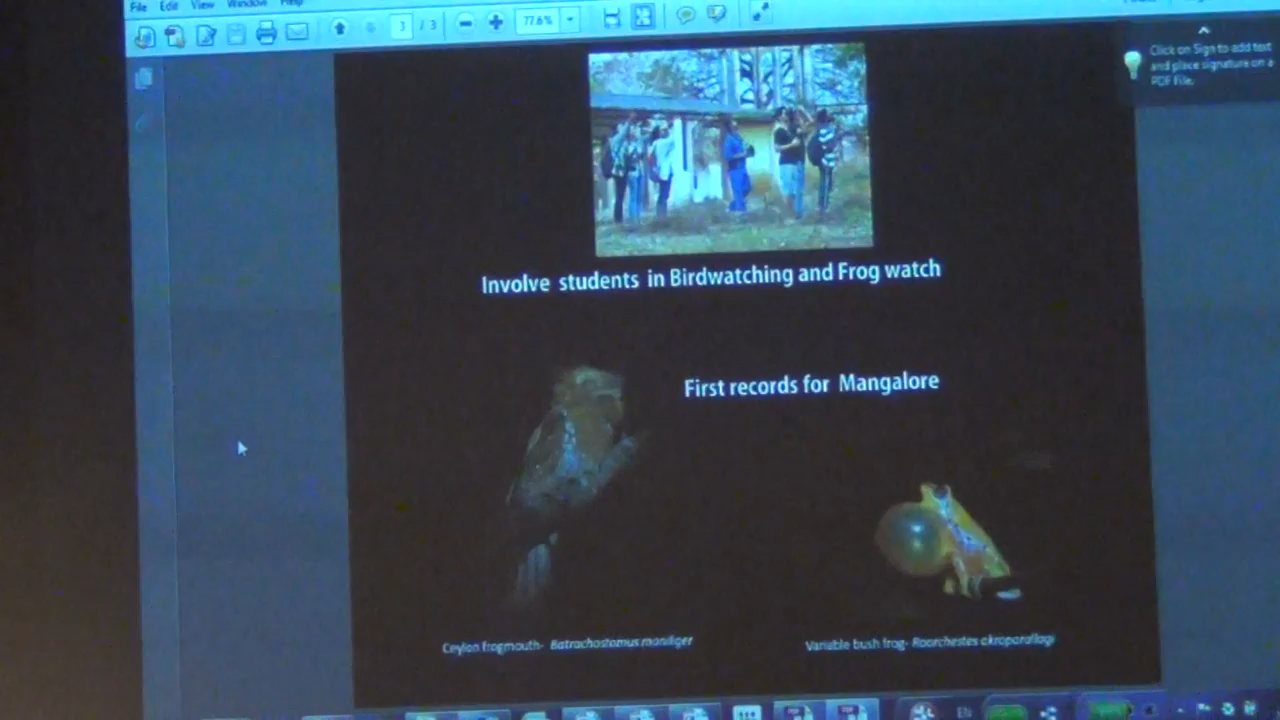 File Edit View Window Help
3 / 3
77.6%
Click on Sign to add text
and place signature on a
PDF File.
Involve students in Birdwatching and Frog watch
First records for Mangalore
Ceylon frogmouth- Batrachostomus moniliger
Variable bush frog- Roorchestes akroparallagi
EN